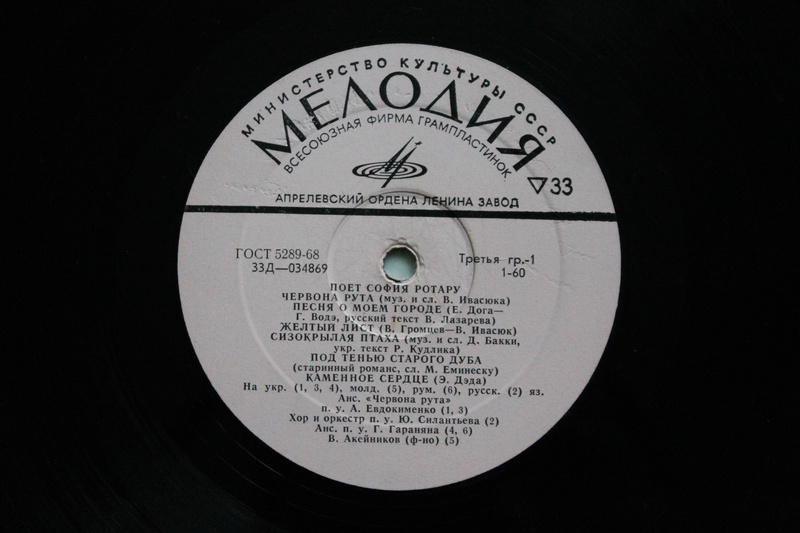 МИНИСТЕРСТВО КУЛЬТУРЫ СССР
МЕЛОДИЯ
ВСЕСОЮЗНАЯ ФИРМА ГРАМПЛАСТИНОК
33
АПРЕЛЕВСКИЙ ОРДЕНА ЛЕНИНА ЗАВОД
ГОСТ 5289-68
Третья гр.-1
33Д—034869
1-60
ПОЕТ СОФИЯ РОТАРУ
ЧЕРВОНА РУТА (муз. и сл. В. Ивасюка)
ПЕСНЯ О МОЕМ ГОРОДЕ (Е. Дога—
Г. Водэ, русский текст В. Лазарева)
ЖЕЛТЫЙ ЛИСТ (В. Громцев—В. Ивасюк)
СИЗОКРЫЛАЯ ПТАХА (муз. и сл. Д. Бакки,
укр. текст Р. Кудлика)
ПОД ТЕНЬЮ СТАРОГО ДУБА
(старинный романс, сл. М. Еминеску)
КАМЕННОЕ СЕРДЦЕ (Э. Дэда)
На укр. (1, 3, 4), молд. (5), рум. (6), русск. (2) яз.
Анс. «Червона рута»
п. у. А. Евдокименко (1, 3)
Хор и оркестр п. у. Ю. Силантьева (2)
Анс. п. у. Г. Гараняна (4, 6)
В. Акейников (ф-но) (5)